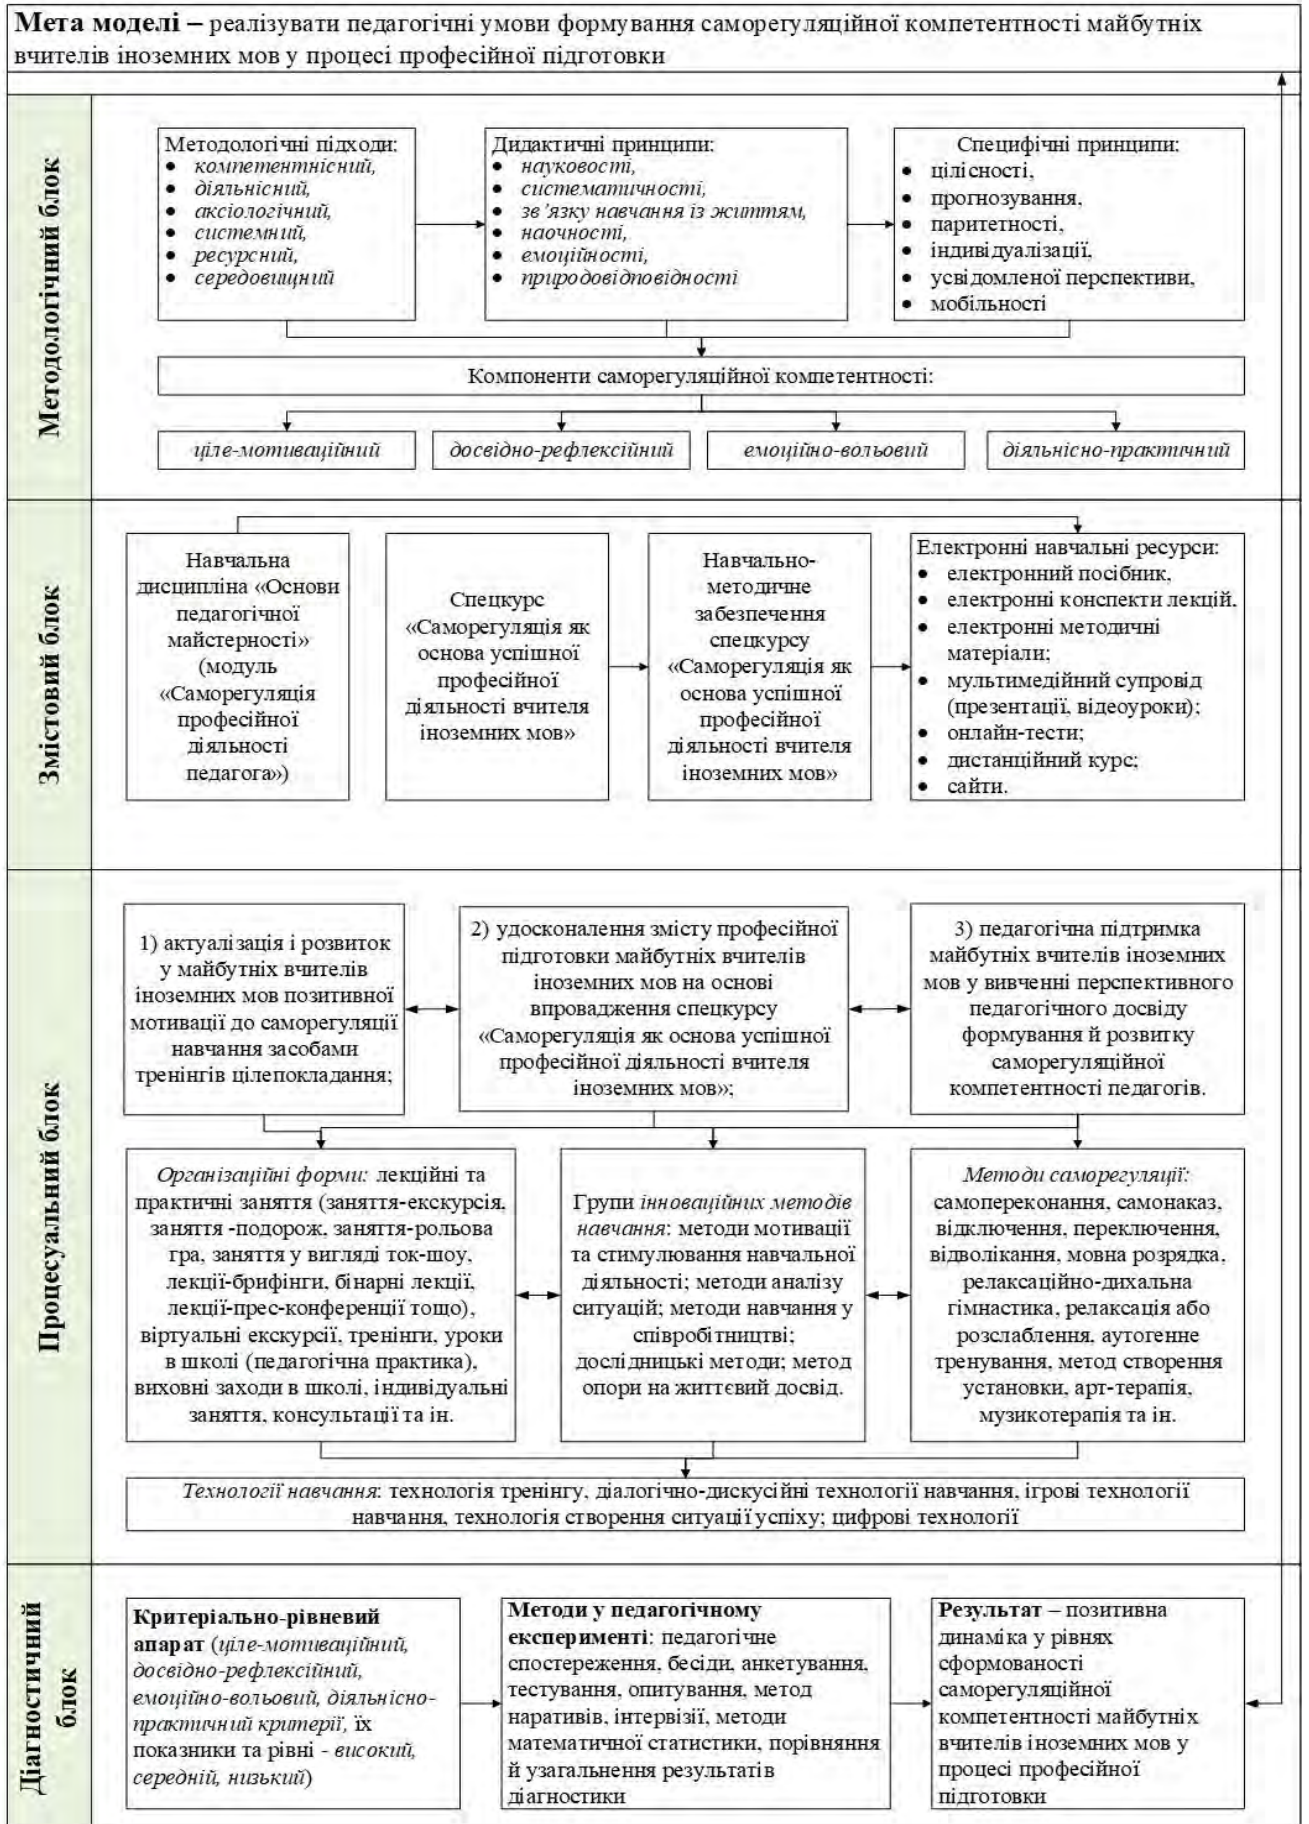 Мета моделі – реалізувати педагогічні умови формування саморегуляційної компетентності майбутніх
вчителів іноземних мов у процесі професійної підготовки
Методологічний блок
Методологічні підходи:
• компетентнісний,
• діяльнісний,
• аксіологічний,
• системний,
• ресурсний,
• середовищний
Дидактичні принципи:
• науковості,
• систематичності,
• зв’язку навчання із життям,
• наочності,
• емоційності,
• природовідповідності
Специфічні принципи:
• цілісності,
• прогнозування,
• паритетності,
• індивідуалізації,
• усвідомленої перспективи,
• мобільності
Компоненти саморегуляційної компетентності:
ціле-мотиваційний
досвідно-рефлексійний
емоційно-вольовий
діяльнісно-практичний
Змістовий блок
Навчальна
дисципліна «Основи
педагогічної
майстерності»
(модуль
«Саморегуляція
професійної
діяльності
педагога»)
Спецкурс
«Саморегуляція як
основа успішної
професійної
діяльності вчителя
іноземних мов»
Навчально-
методичне
забезпечення
спецкурсу
«Саморегуляція як
основа успішної
професійної
діяльності вчителя
іноземних мов»
Електронні навчальні ресурси:
• електронний посібник,
• електронні конспекти лекцій,
• електронні методичні
матеріали;
• мультимедійний супровід
(презентації, відеоуроки);
• онлайн-тести;
• дистанційний курс;
• сайти.
Процесуальний блок
1) актуалізація і розвиток
у майбутніх вчителів
іноземних мов позитивної
мотивації до саморегуляції
навчання засобами
тренінгів цілепокладання;
2) удосконалення змісту професійної
підготовки майбутніх вчителів
іноземних мов на основі
впровадження спецкурсу
«Саморегуляція як основа успішної
професійної діяльності вчителя
іноземних мов»;
3) педагогічна підтримка
майбутніх вчителів іноземних
мов у вивченні перспективного
педагогічного досвіду
формування й розвитку
саморегуляційної
компетентності педагогів.
Організаційні форми: лекційні та
практичні заняття (заняття-екскурсія,
заняття -подорож, заняття-рольова
гра, заняття у вигляді ток-шоу,
лекції-брифінги, бінарні лекції,
лекції-прес-конференції тощо),
віртуальні екскурсії, тренінги, уроки
в школі (педагогічна практика),
виховні заходи в школі, індивідуальні
заняття, консультації та ін.
Групи інноваційних методів
навчання: методи мотивації
та стимулювання навчальної
діяльності; методи аналізу
ситуацій; методи навчання у
співробітництві;
дослідницькі методи; метод
опори на життєвий досвід.
Методи саморегуляції:
самопереконання, самонаказ,
відключення, переключення,
відволікання, мовна розрядка,
релаксаційно-дихальна
гімнастика, релаксація або
розслаблення, аутогенне
тренування, метод створення
установки, арт-терапія,
музикотерапія та ін.
Технології навчання: технологія тренінгу, діалогічно-дискусійні технології навчання, ігрові технології
навчання, технологія створення ситуації успіху; цифрові технології
Діагностичний
блок
Критеріально-рівневий
апарат (ціле-мотиваційний,
досвідно-рефлексійний,
емоційно-вольовий, діяльнісно-
практичний критерії, їх
показники та рівні - високий,
середній, низький)
Методи у педагогічному
експерименті: педагогічне
спостереження, бесіди, анкетування,
тестування, опитування, метод
наративів, інтервізії, методи
математичної статистики, порівняння
й узагальнення результатів
діагностики
Результат – позитивна
динаміка у рівнях
сформованості
саморегуляційної
компетентності майбутніх
вчителів іноземних мов у
процесі професійної
підготовки